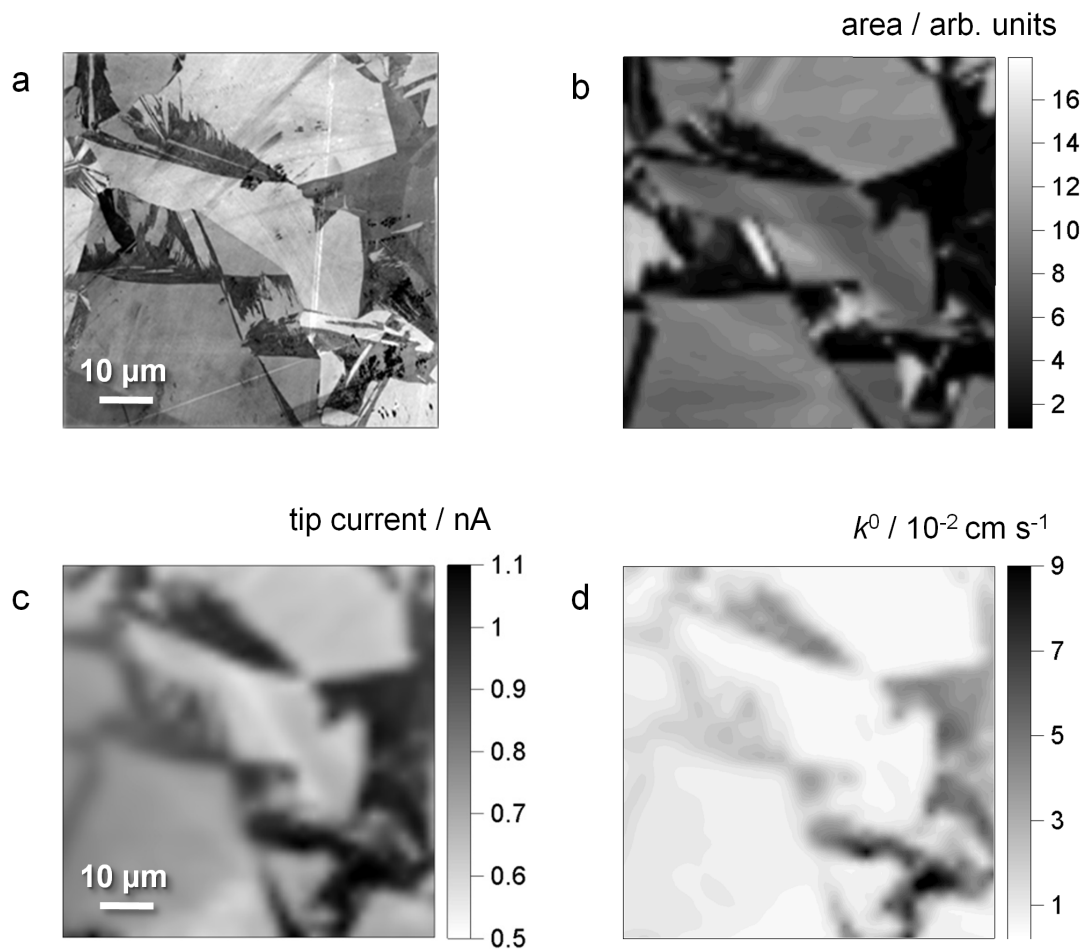 area / arb. units
a
b
16
14
12
10
8
6
4
2
10 µm
tip current / nA
k⁰ / 10⁻² cm s⁻¹
c
d
1.1
1
0.9
0.8
0.7
0.6
0.5
10 µm
9
7
5
3
1